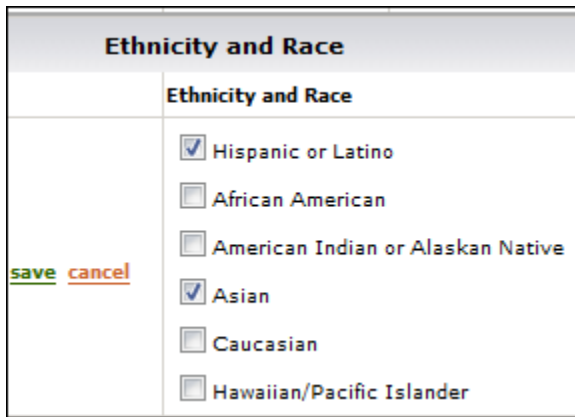 Ethnicity and Race
Ethnicity and Race
Hispanic or Latino
African American
American Indian or Alaskan Native
save cancel
Asian
Caucasian
Hawaiian/Pacific Islander